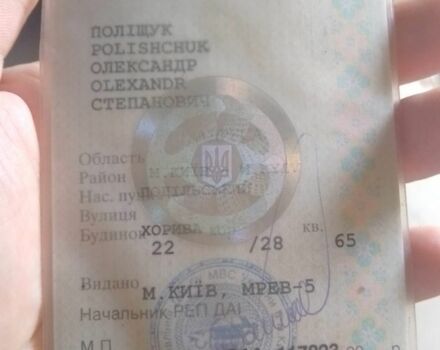 ПОЛІЩУК
POLISHCHUK
ОЛЕКСАНДР
OLEXANDR
СТЕПАНОВИЧ
Область
Район М.КИЇВ
Нас. пункт ПОДІЛЬСЬКИЙ
Вулиця
ХОРИВА
Будинок 22 /28 кв. 65
Видано
М.КИЇВ, МРЕВ-5
Начальник РЕП ДАІ
МВС
М.П.